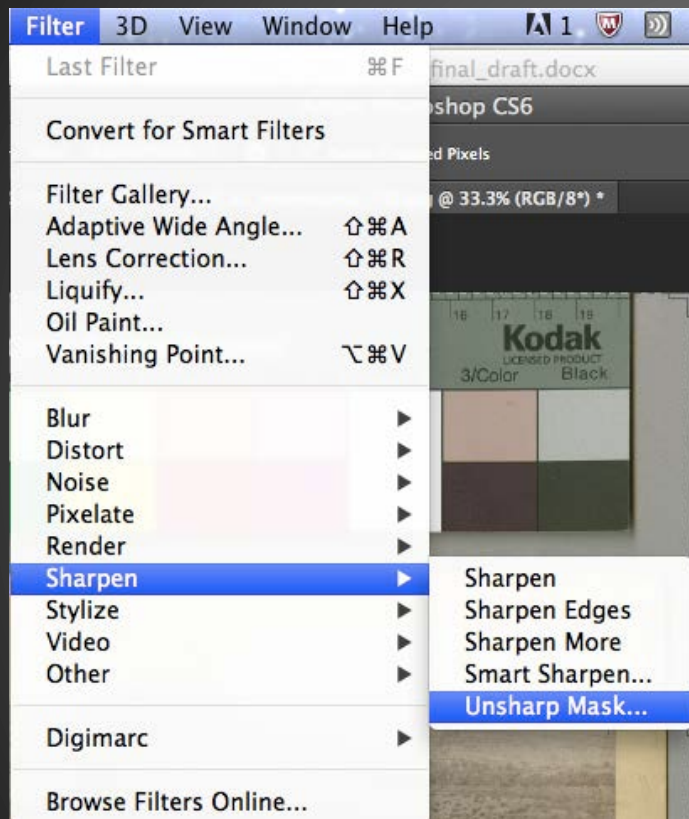 Filter 3D View Window Help 1
Last Filter ⌘F
final_draft.docx
shop CS6
Convert for Smart Filters
ed Pixels
Filter Gallery...
@ 33.3% (RGB/8*) *
Adaptive Wide Angle... ⇧⌘A
Lens Correction... ⇧⌘R
Liquify... ⇧⌘X
Oil Paint...
Vanishing Point... ⌥⌘V
16 17 18 19
Kodak
LICENSED PRODUCT
3/Color Black
Blur
Distort
Noise
Pixelate
Render
Sharpen
Stylize
Video
Other
Sharpen
Sharpen Edges
Sharpen More
Smart Sharpen...
Unsharp Mask...
Digimarc
Browse Filters Online...